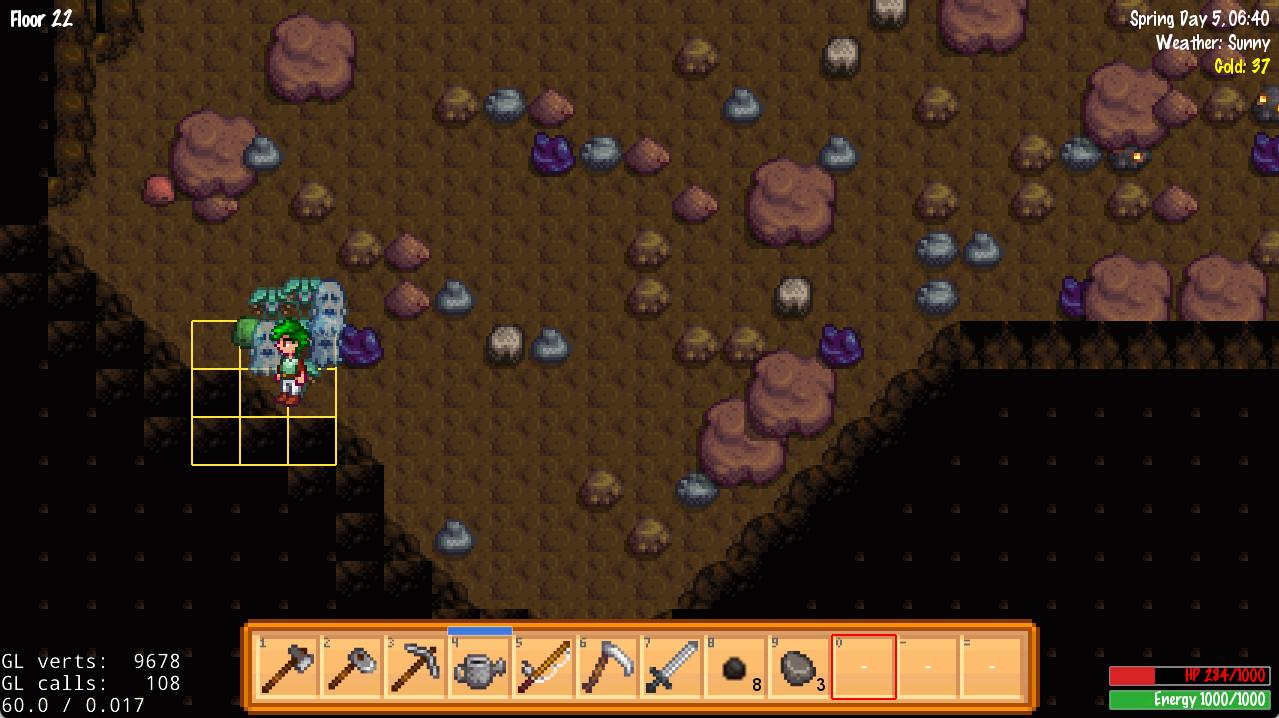 Floor 22
Spring Day 5, 06:40
Weather: Sunny
Gold: 37
1 2 3 4 5 6 7 8 9 0 - =
8 3 - - -
HP 284/1000
Energy 1000/1000
GL verts: 9678
GL calls: 108
60.0 / 0.017